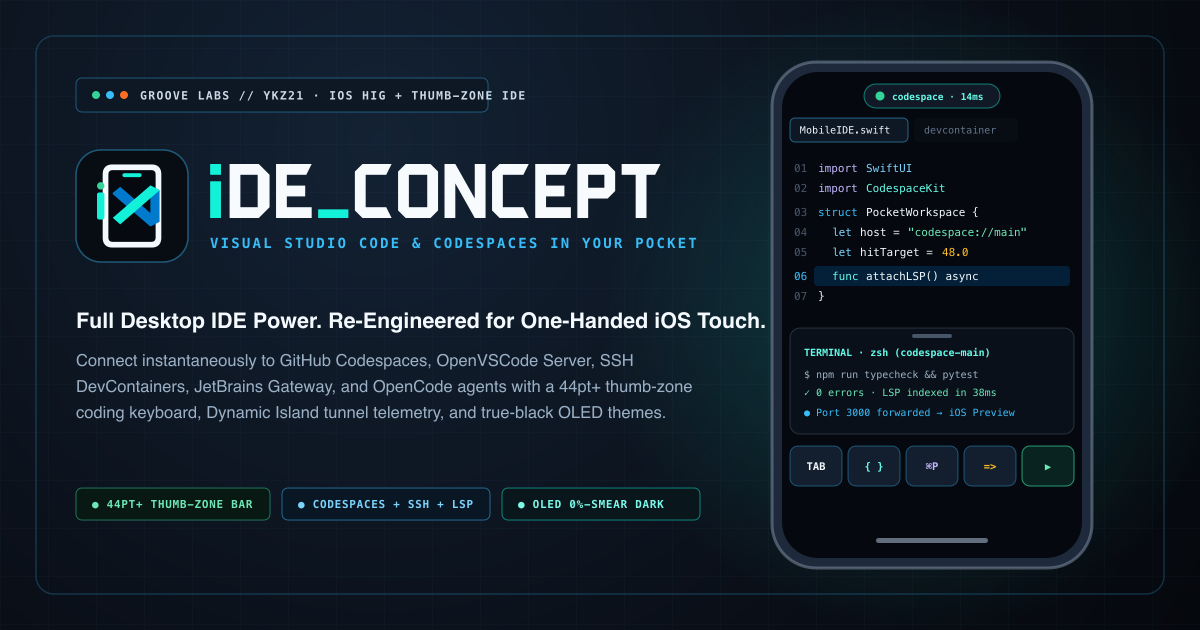 GROOVE LABS // YKZ21 · IOS HIG + THUMB-ZONE IDE
iDE_CONCEPT
VISUAL STUDIO CODE & CODESPACES IN YOUR POCKET
Full Desktop IDE Power. Re-Engineered for One-Handed iOS Touch.
Connect instantaneously to GitHub Codespaces, OpenVSCode Server, SSH
DevContainers, JetBrains Gateway, and OpenCode agents with a 44pt+ thumb-zone
coding keyboard, Dynamic Island tunnel telemetry, and true-black OLED themes.
● 44PT+ THUMB-ZONE BAR
● CODESPACES + SSH + LSP
● OLED 0%-SMEAR DARK
codespace · 14ms
MobileIDE.swift
devcontainer
01 import SwiftUI
02 import CodespaceKit
03 struct PocketWorkspace {
04 let host = "codespace://main"
05 let hitTarget = 48.0
06 func attachLSP() async
07 }
TERMINAL · zsh (codespace-main)
$ npm run typecheck && pytest
✓ 0 errors · LSP indexed in 38ms
● Port 3000 forwarded → iOS Preview
TAB
{ }
⌘P
=>
▶